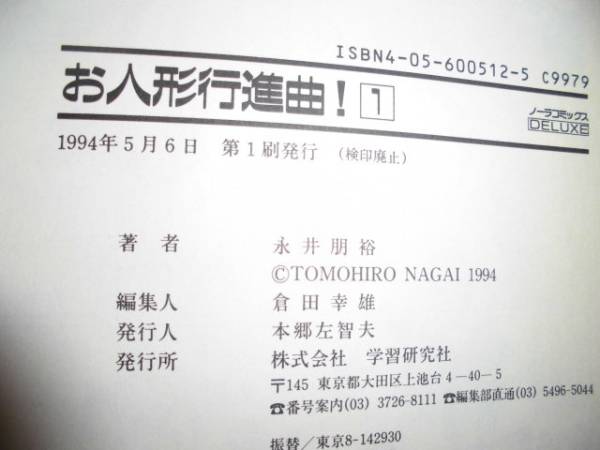 ISBN4-05-600512-5 C9979
お人形行進曲! 1
ノーラコミックス
DELUXE
1994年5月6日 第1刷発行 (検印廃止)
著者 永井朋裕
©TOMOHIRO NAGAI 1994
編集人 倉田幸雄
発行人 本郷左智夫
発行所 株式会社 学習研究社
〒145 東京都大田区上池台4-40-5
☎番号案内(03) 3726-8111 ☎編集部直通(03) 5496-5044
振替/東京8-142930